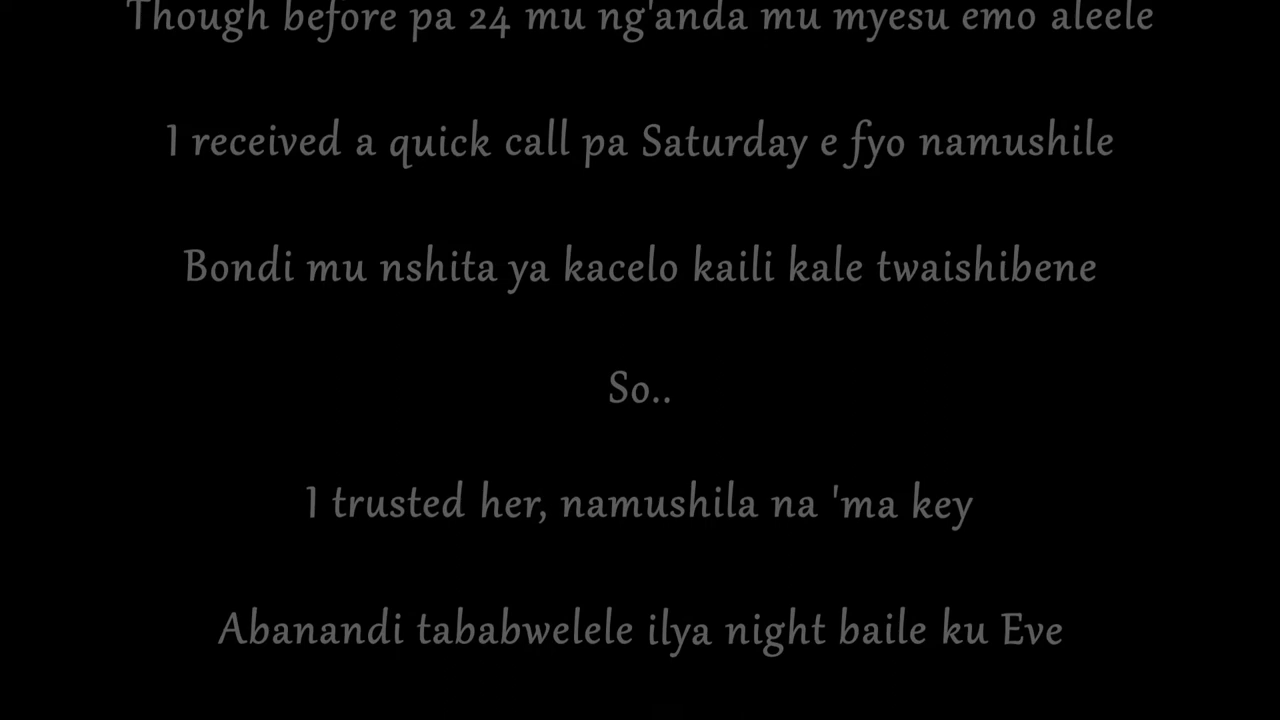 Though before pa 24 mu ng'anda mu myesu emo aleele
I received a quick call pa Saturday e fyo namushile
Bondi mu nshita ya kacelo kaili kale twaishibene
So..
I trusted her, namushila na 'ma key
Abanandi tababwelele ilya night baile ku Eve